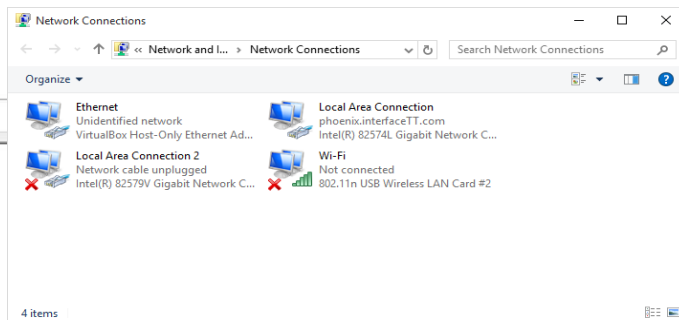 Network Connections
« Network and I... › Network Connections
Search Network Connections
Organize
Ethernet
Unidentified network
VirtualBox Host-Only Ethernet Ad...
Local Area Connection
phoenix.interfaceTT.com
Intel(R) 82574L Gigabit Network C...
Local Area Connection 2
Network cable unplugged
Intel(R) 82579V Gigabit Network C...
Wi-Fi
Not connected
802.11n USB Wireless LAN Card #2
4 items